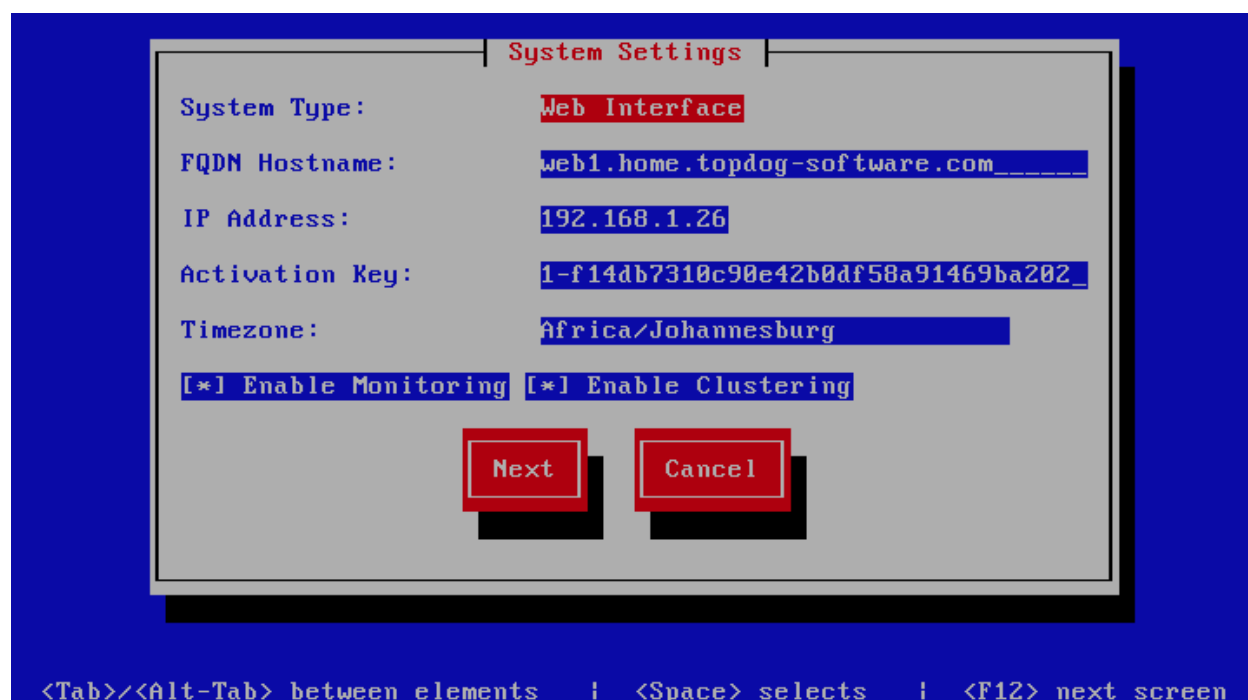 System Settings
System Type: Web Interface
FQDN Hostname: web1.home.topdog-software.com______
IP Address: 192.168.1.26
Activation Key: 1-f14db7310c90e42b0df58a91469ba202_
Timezone: Africa/Johannesburg
[*] Enable Monitoring [*] Enable Clustering
Next Cancel
<Tab>/<Alt-Tab> between elements | <Space> selects | <F12> next screen